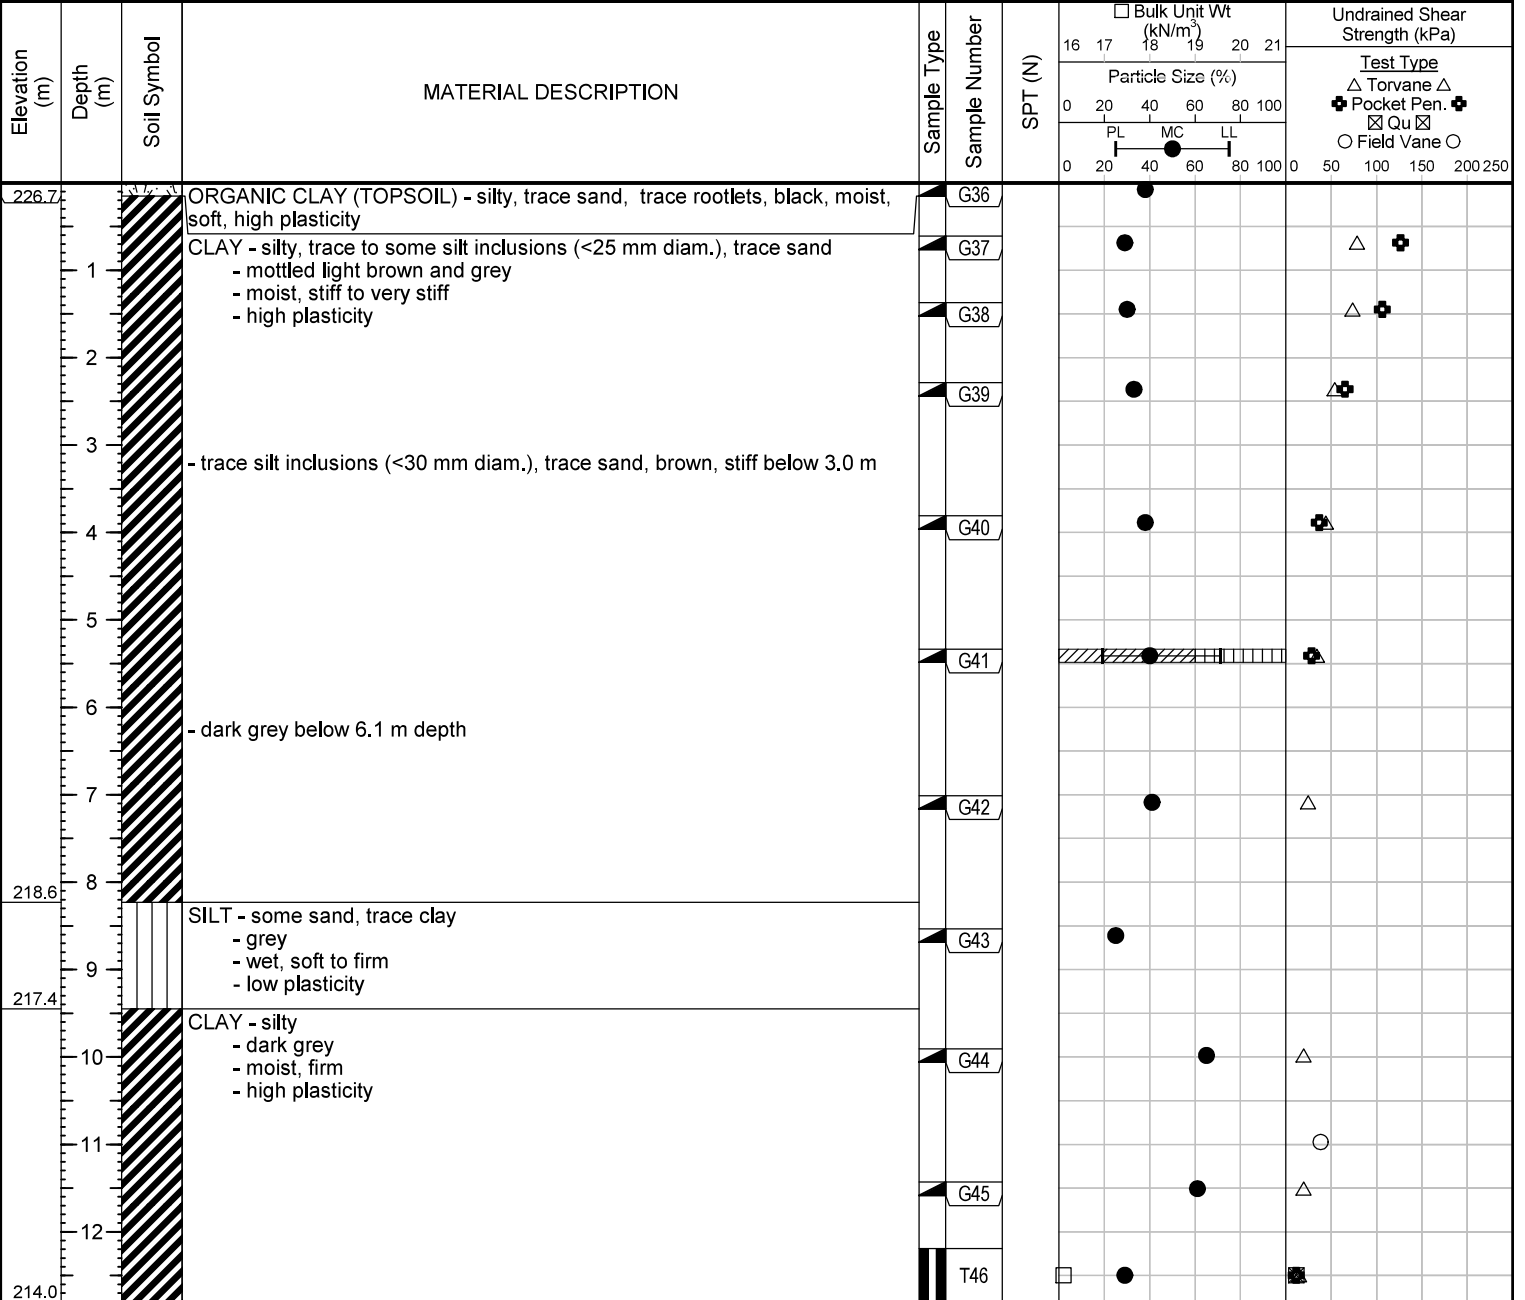 Elevation
(m)
Depth
(m)
Soil Symbol
MATERIAL DESCRIPTION
Sample Type
Sample Number
SPT (N)
Bulk Unit Wt
(kN/m³)
16 17 18 19 20 21
Particle Size (%)
0 20 40 60 80 100
PL MC LL
0 20 40 60 80 100
Undrained Shear
Strength (kPa)
Test Type
△ Torvane △
Pocket Pen.
Qu
○ Field Vane ○
0 50 100 150 200 250
226.7
ORGANIC CLAY (TOPSOIL) - silty, trace sand, trace rootlets, black, moist,
soft, high plasticity
G36
CLAY - silty, trace to some silt inclusions (<25 mm diam.), trace sand
G37
- mottled light brown and grey
1
- moist, stiff to very stiff
- high plasticity
G38
2
G39
3
- trace silt inclusions (<30 mm diam.), trace sand, brown, stiff below 3.0 m
4
G40
5
G41
6
- dark grey below 6.1 m depth
7
G42
8
218.6
SILT - some sand, trace clay
- grey
G43
- wet, soft to firm
9
- low plasticity
217.4
CLAY - silty
- dark grey
10
G44
- moist, firm
- high plasticity
11
G45
12
T46
214.0